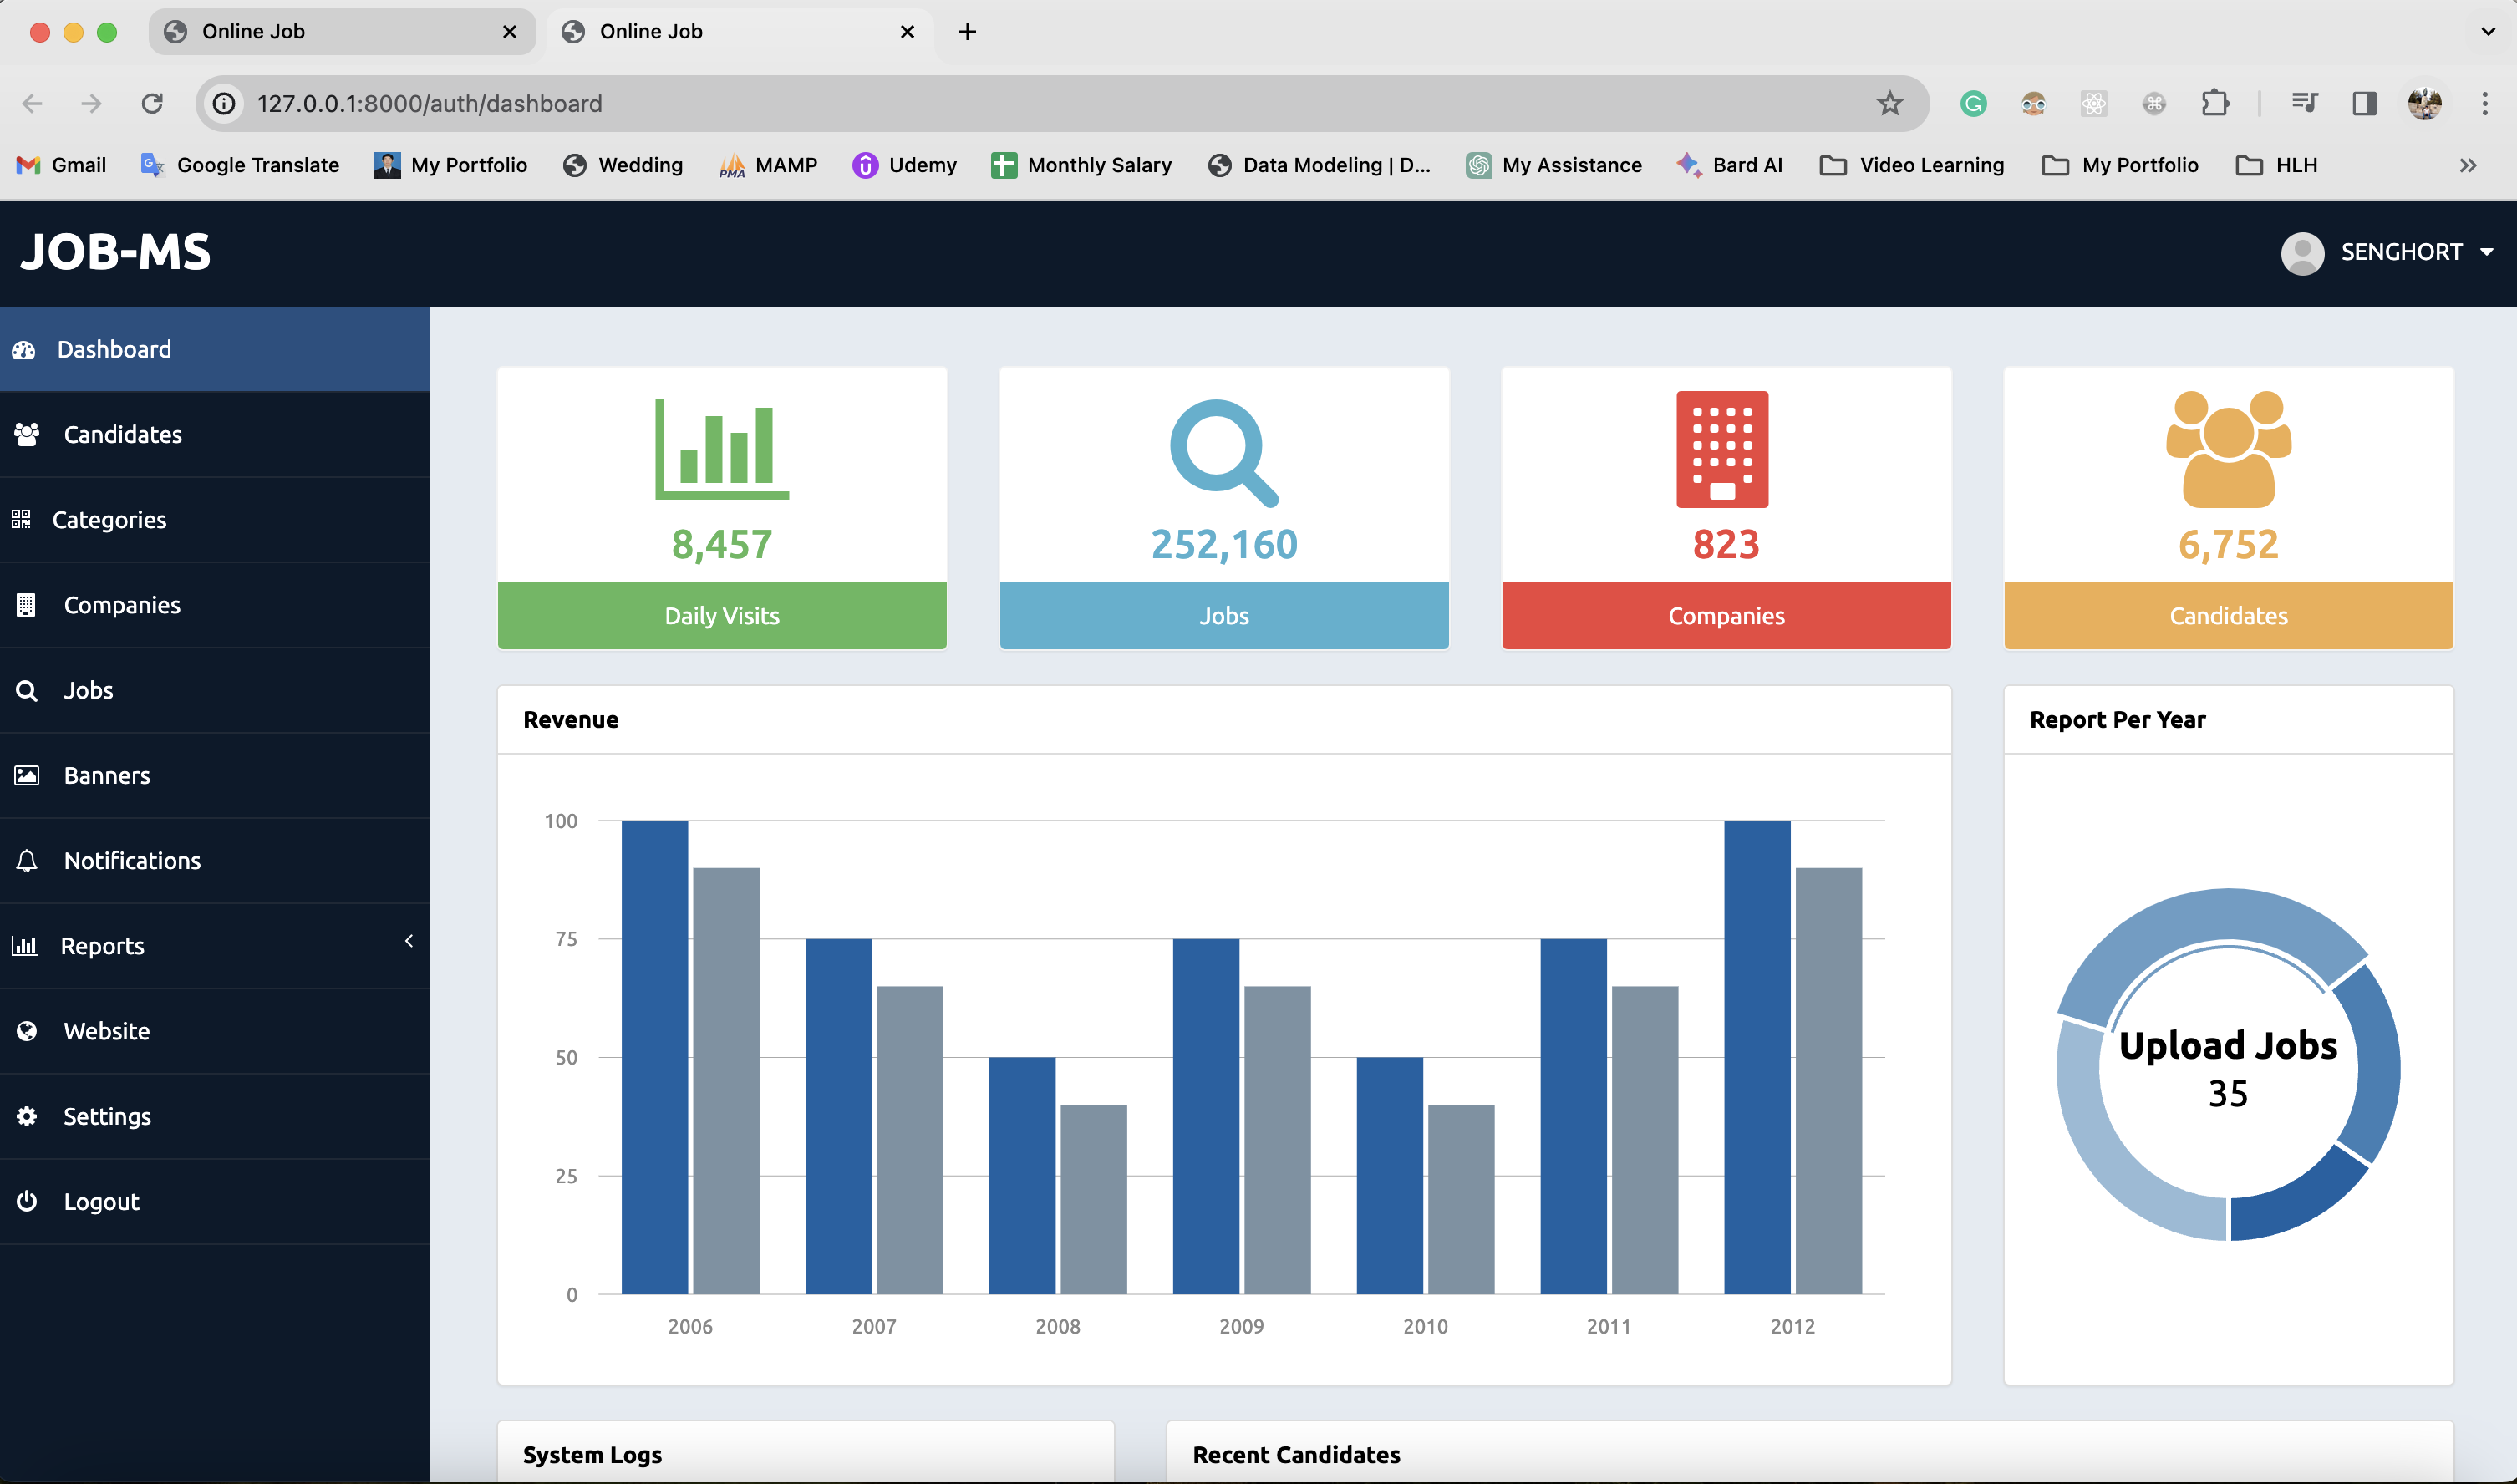 Online Job
Online Job
127.0.0.1:8000/auth/dashboard
Gmail
Google Translate
My Portfolio
Wedding
PMA
MAMP
Udemy
Monthly Salary
Data Modeling | D...
My Assistance
Bard AI
Video Learning
My Portfolio
HLH
JOB-MS
SENGHORT
Dashboard
Candidates
Categories
Companies
Jobs
Banners
Notifications
Reports
Website
Settings
Logout
8,457
Daily Visits
252,160
Jobs
823
Companies
6,752
Candidates
Revenue
100
75
50
25
0
2006 2007 2008 2009 2010 2011 2012
Report Per Year
Upload Jobs
35
System Logs
Recent Candidates